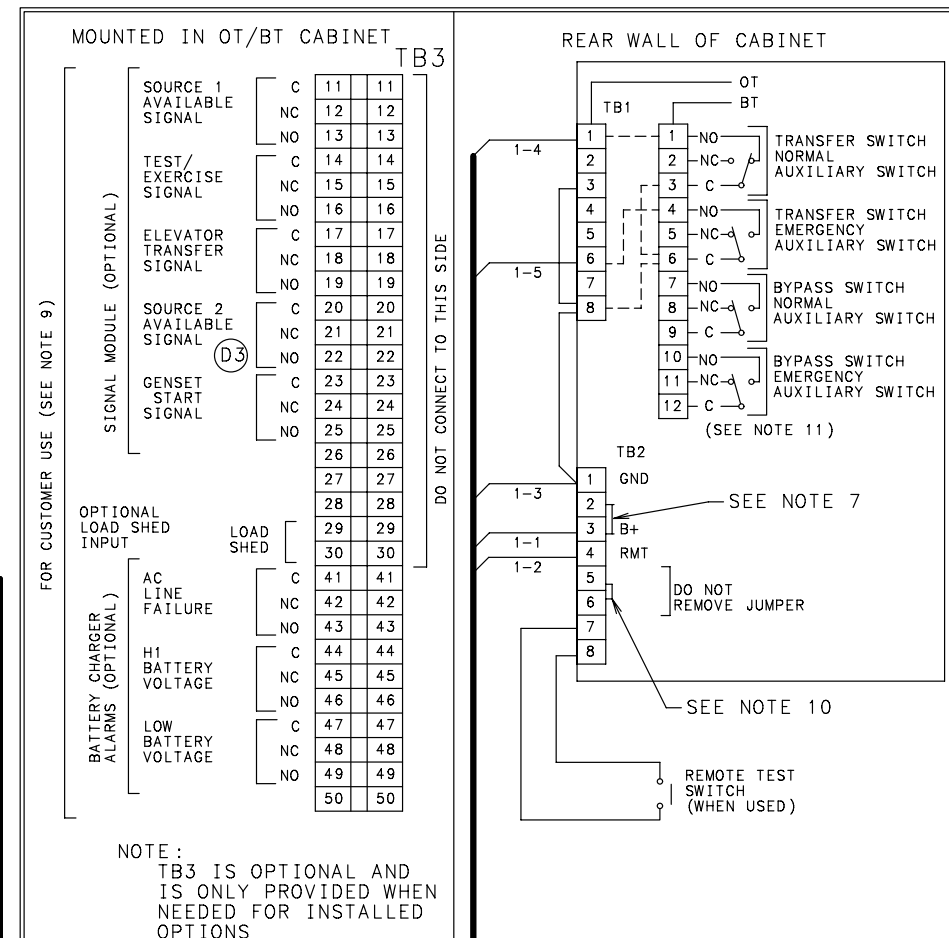 MOUNTED IN OT/BT CABINET
TB3
FOR CUSTOMER USE (SEE NOTE 9)
SIGNAL MODULE (OPTIONAL)
SOURCE 1
AVAILABLE
SIGNAL
C 11 11
NC 12 12
NO 13 13
TEST/
EXERCISE
SIGNAL
C 14 14
NC 15 15
NO 16 16
ELEVATOR
TRANSFER
SIGNAL
C 17 17
NC 18 18
NO 19 19
SOURCE 2
AVAILABLE
SIGNAL
D3
C 20 20
NC 21 21
NO 22 22
GENSET
START
SIGNAL
C 23 23
NC 24 24
NO 25 25
26 26
27 27
28 28
OPTIONAL
LOAD SHED
INPUT
LOAD
SHED
29 29
30 30
DO NOT CONNECT TO THIS SIDE
BATTERY CHARGER
ALARMS (OPTIONAL)
AC
LINE
FAILURE
C 41 41
NC 42 42
NO 43 43
H1
BATTERY
VOLTAGE
C 44 44
NC 45 45
NO 46 46
LOW
BATTERY
VOLTAGE
C 47 47
NC 48 48
NO 49 49
50 50
NOTE:
TB3 IS OPTIONAL AND
IS ONLY PROVIDED WHEN
NEEDED FOR INSTALLED
OPTIONS
REAR WALL OF CABINET
OT
BT
TB1
1-4
1
2
3
4
5
6
7
8
1-5
1 NO
2 NC
3 C
TRANSFER SWITCH
NORMAL
AUXILIARY SWITCH
4 NO
5 NC
6 C
TRANSFER SWITCH
EMERGENCY
AUXILIARY SWITCH
7 NO
8 NC
9 C
BYPASS SWITCH
NORMAL
AUXILIARY SWITCH
10 NO
11 NC
12 C
BYPASS SWITCH
EMERGENCY
AUXILIARY SWITCH
(SEE NOTE 11)
TB2
1-3
1 GND
2
SEE NOTE 7
1-1
3 B+
1-2
4 RMT
5
6
DO NOT
REMOVE JUMPER
7
8
SEE NOTE 10
REMOTE TEST
SWITCH
(WHEN USED)